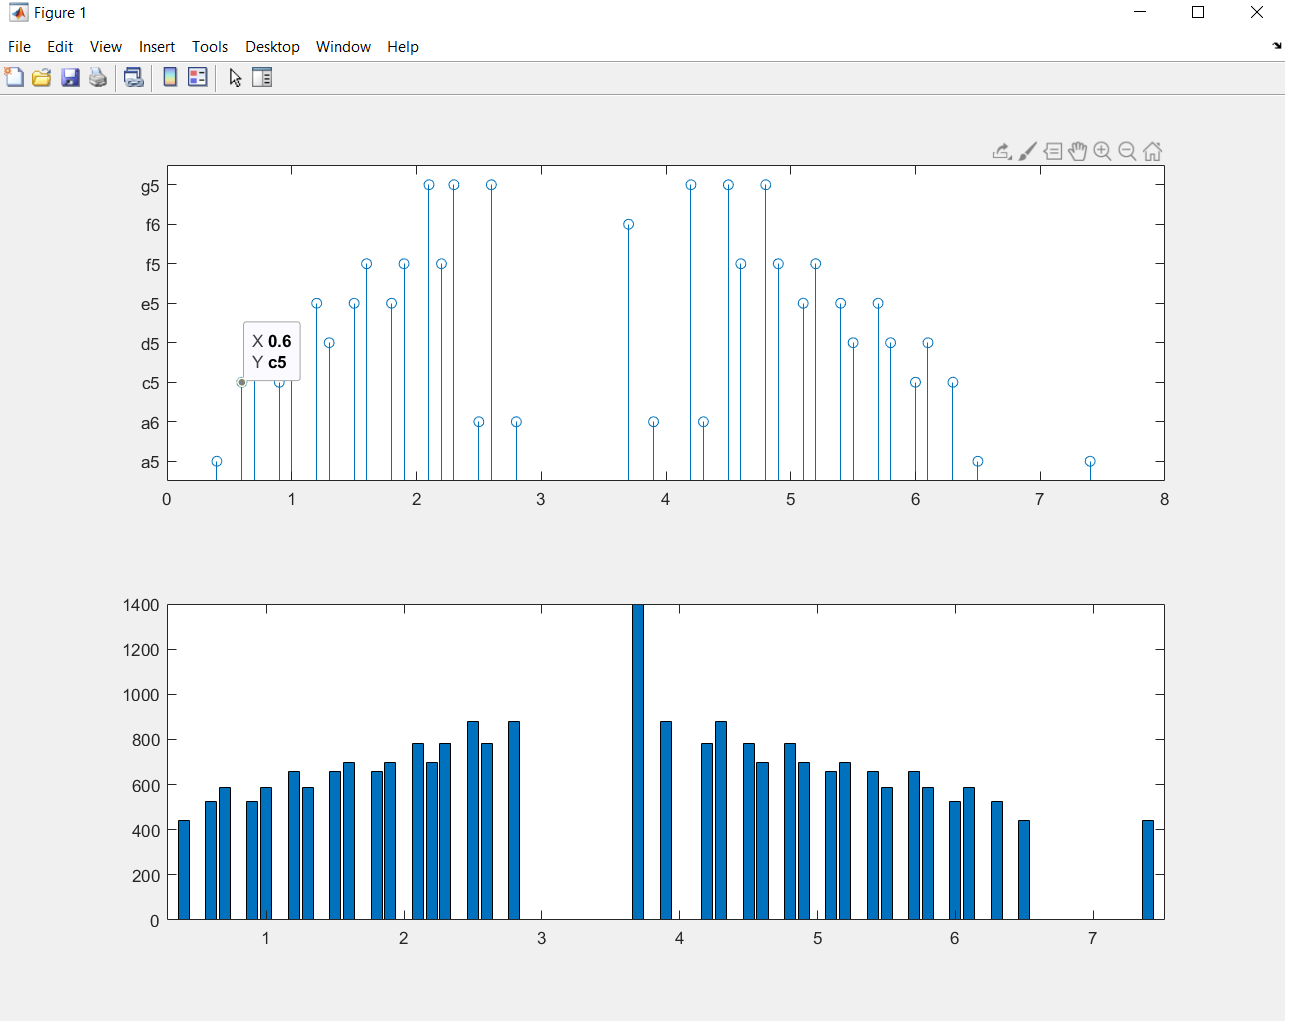 Figure 1
File Edit View Insert Tools Desktop Window Help
g5
f6
f5
e5
d5
c5
a6
a5
X 0.6
Y c5
0 1 2 3 4 5 6 7 8
1400
1200
1000
800
600
400
200
0
1 2 3 4 5 6 7